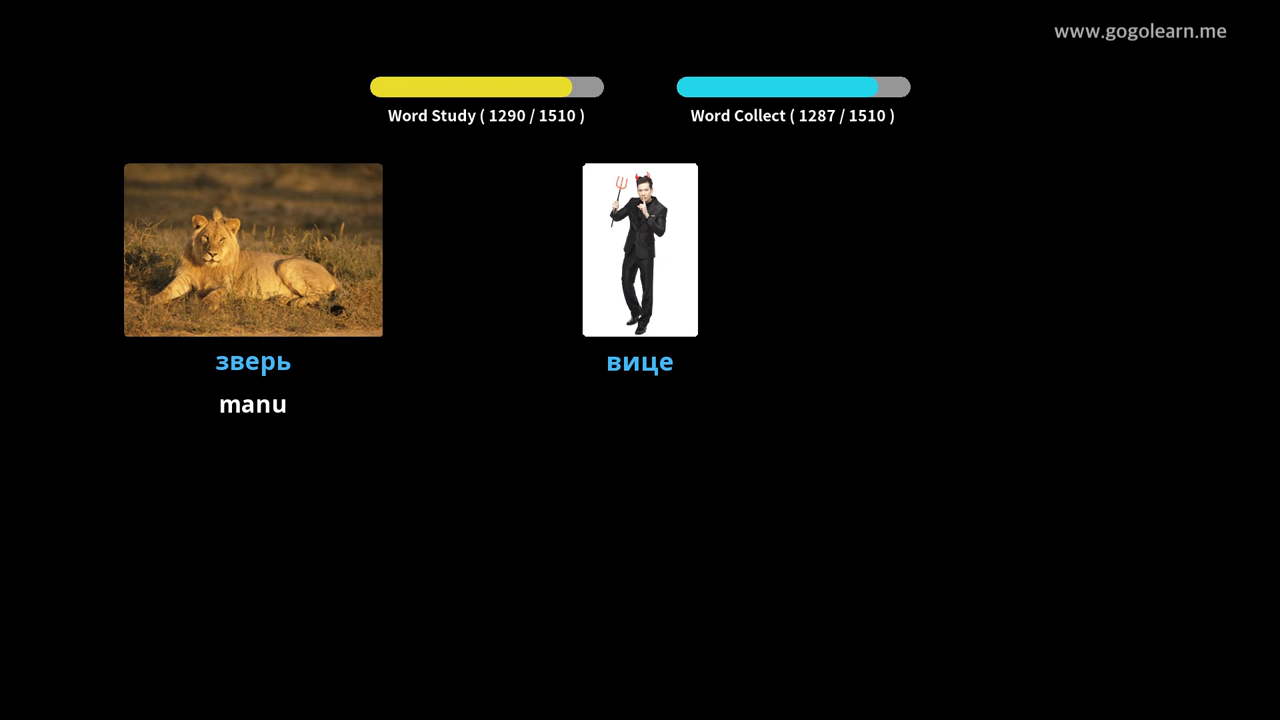 www.gogolearn.me
Word Study ( 1290 / 1510 )
Word Collect ( 1287 / 1510 )
зверь
вице
manu